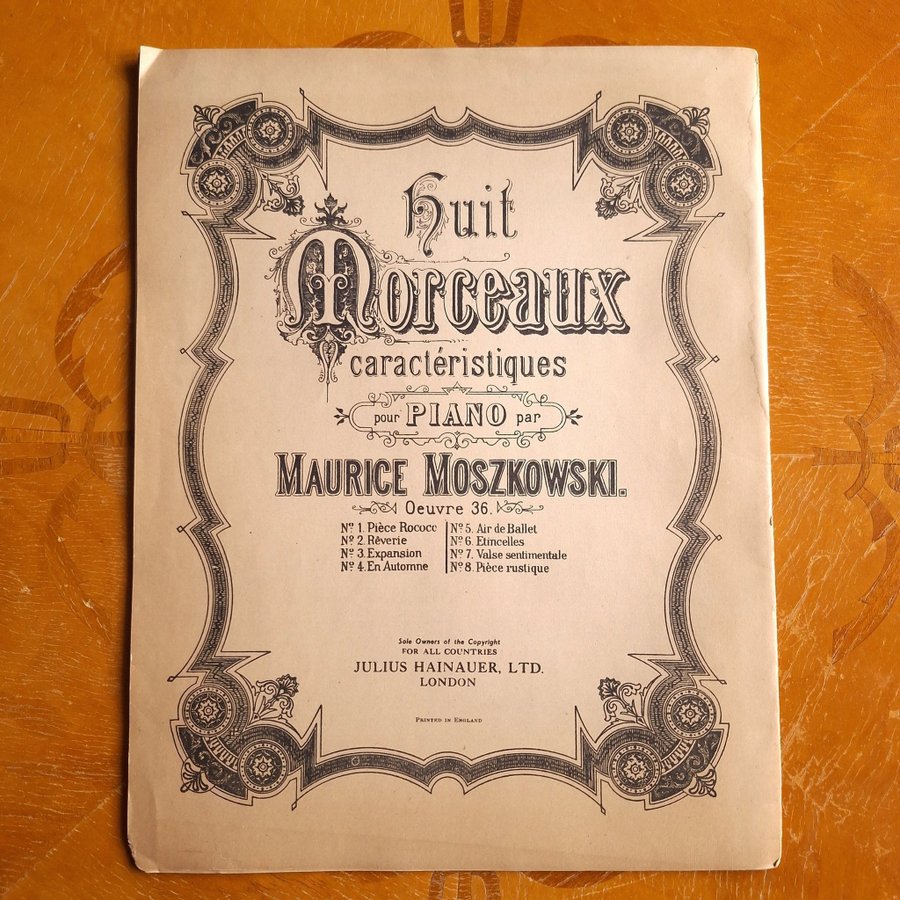 Huit
Morceaux
caractéristiques
pour PIANO par
MAURICE MOSZKOWSKI.
Oeuvre 36.
Nº 1. Pièce Rococc
Nº 2. Rêverie
Nº 3. Expansion
Nº 4. En Automne
Nº 5. Air de Ballet
Nº 6. Etincelles
Nº 7. Valse sentimentale
Nº 8. Pièce rustique
Sole Owners of the Copyright
FOR ALL COUNTRIES
JULIUS HAINAUER, LTD.
LONDON
PRINTED IN ENGLAND